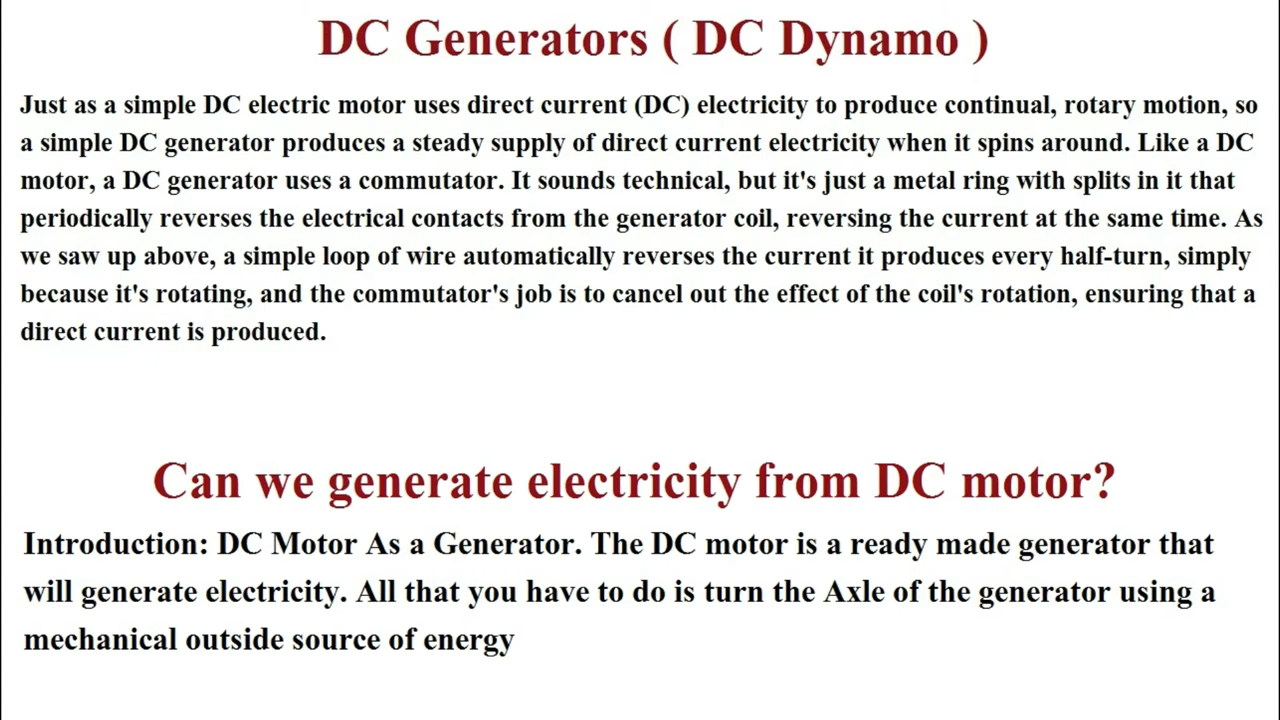 DC Generators ( DC Dynamo )
Just as a simple DC electric motor uses direct current (DC) electricity to produce continual, rotary motion, so
a simple DC generator produces a steady supply of direct current electricity when it spins around. Like a DC
motor, a DC generator uses a commutator. It sounds technical, but it's just a metal ring with splits in it that
periodically reverses the electrical contacts from the generator coil, reversing the current at the same time. As
we saw up above, a simple loop of wire automatically reverses the current it produces every half-turn, simply
because it's rotating, and the commutator's job is to cancel out the effect of the coil's rotation, ensuring that a
direct current is produced.
Can we generate electricity from DC motor?
Introduction: DC Motor As a Generator. The DC motor is a ready made generator that
will generate electricity. All that you have to do is turn the Axle of the generator using a
mechanical outside source of energy